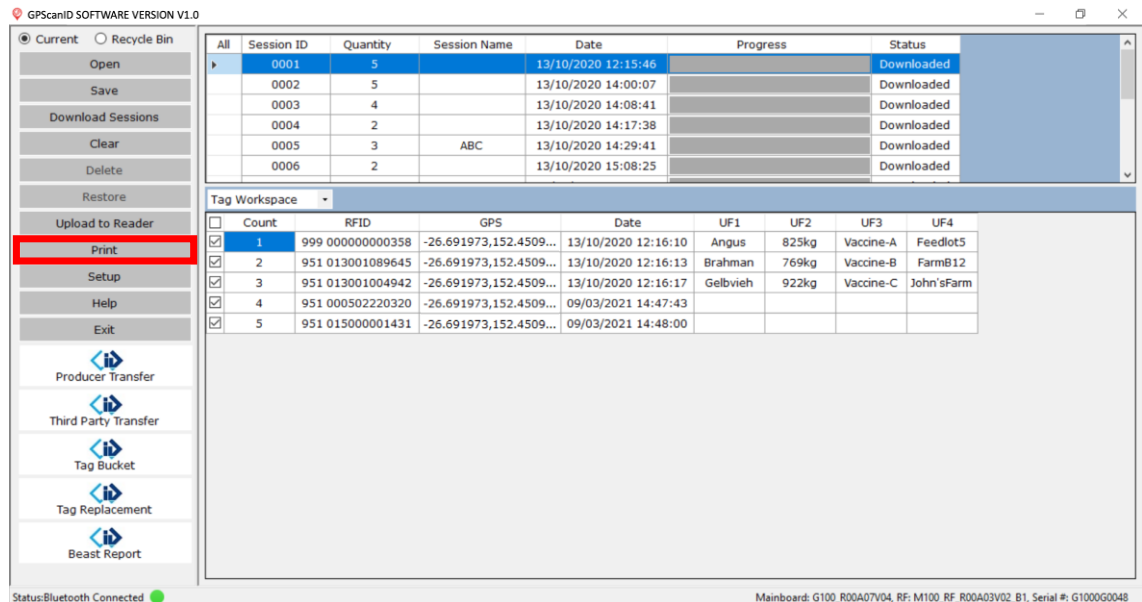 GPScanID SOFTWARE VERSION V1.0
Current Recycle Bin
Open
Save
Download Sessions
Clear
Delete
Restore
Upload to Reader
Print
Setup
Help
Exit
Producer Transfer
Third Party Transfer
Tag Bucket
Tag Replacement
Beast Report
All Session ID Quantity Session Name Date Progress Status
0001 5 13/10/2020 12:15:46 Downloaded
0002 5 13/10/2020 14:00:07 Downloaded
0003 4 13/10/2020 14:08:41 Downloaded
0004 2 13/10/2020 14:17:38 Downloaded
0005 3 ABC 13/10/2020 14:29:41 Downloaded
0006 2 13/10/2020 15:08:25 Downloaded
Tag Workspace
Count RFID GPS Date UF1 UF2 UF3 UF4
1 999 000000000358 -26.691973,152.4509... 13/10/2020 12:16:10 Angus 825kg Vaccine-A Feedlot5
2 951 013001089645 -26.691973,152.4509... 13/10/2020 12:16:13 Brahman 769kg Vaccine-B FarmB12
3 951 013001004942 -26.691973,152.4509... 13/10/2020 12:16:17 Gelbvieh 922kg Vaccine-C John'sFarm
4 951 000502220320 -26.691973,152.4509... 09/03/2021 14:47:43
5 951 015000001431 -26.691973,152.4509... 09/03/2021 14:48:00
Status:Bluetooth Connected
Mainboard: G100_R00A07V04, RF: M100_RF_R00A03V02_B1, Serial #: G1000G0048